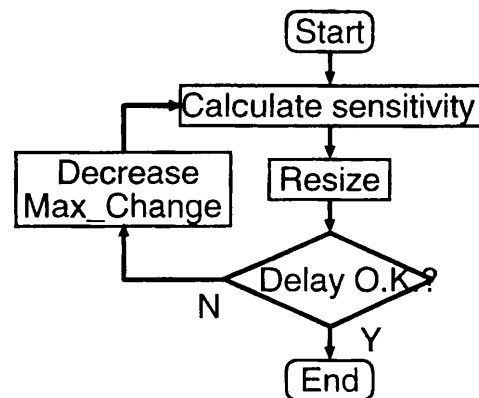 Start
Calculate sensitivity
Decrease
Max_Change
Resize
Delay O.K.?
N
Y
End